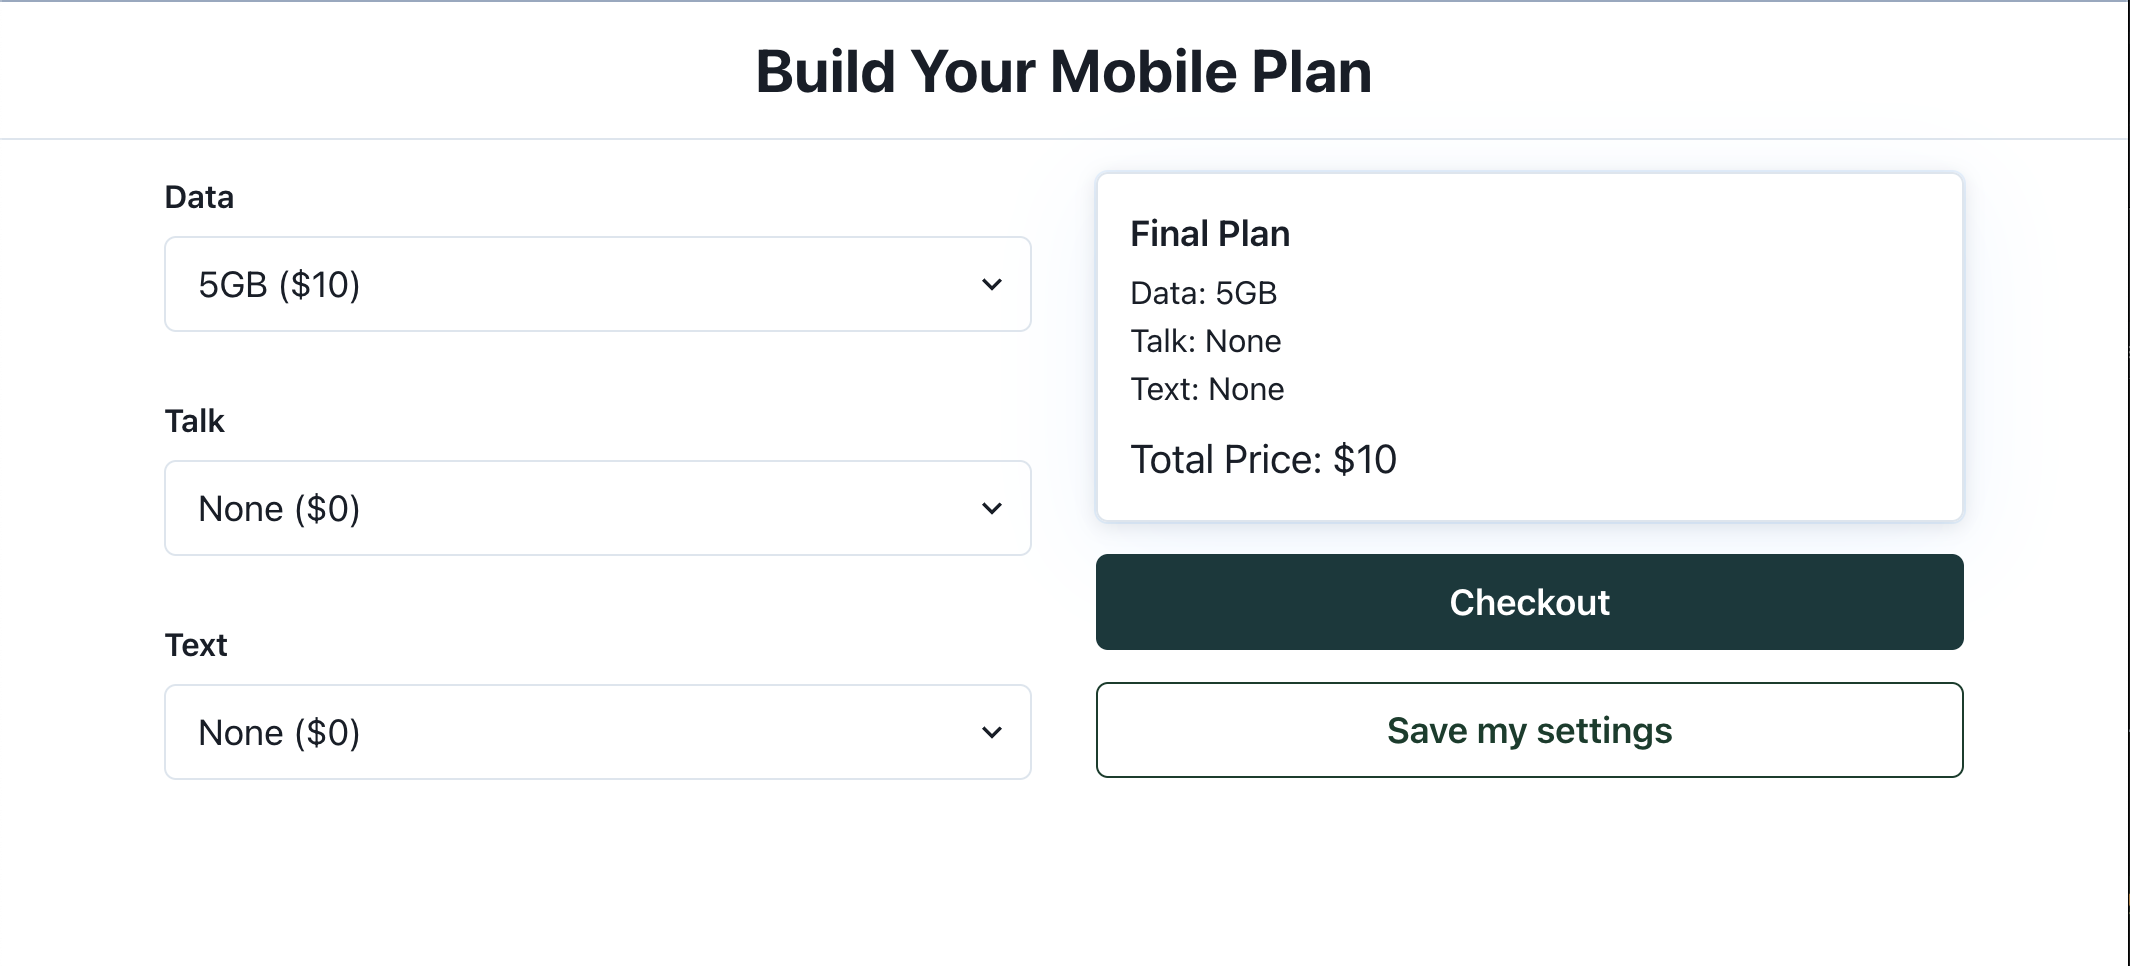 Build Your Mobile Plan
Data
5GB ($10)
Talk
None ($0)
Text
None ($0)
Final Plan
Data: 5GB
Talk: None
Text: None
Total Price: $10
Checkout
Save my settings